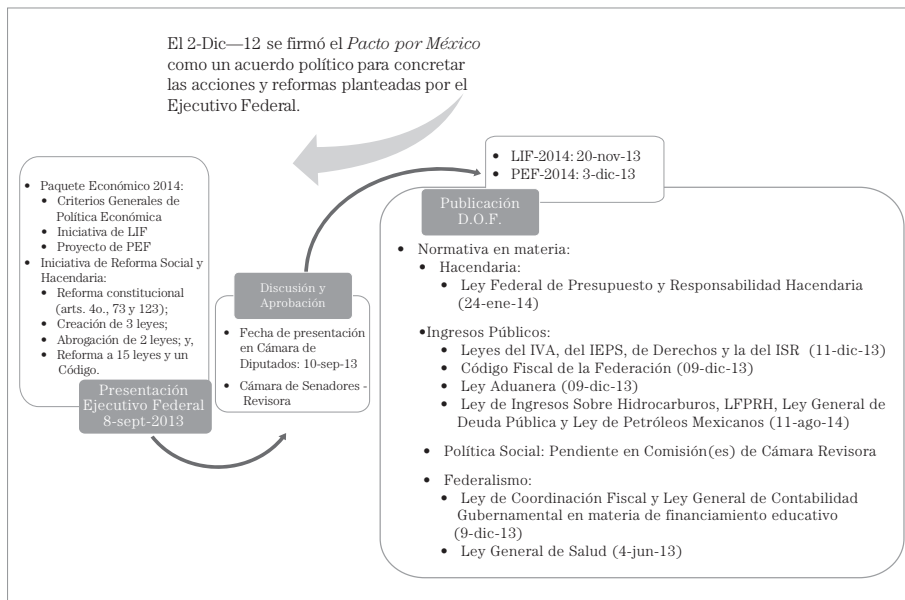 El 2-Dic—12 se firmó el Pacto por México
como un acuerdo político para concretar
las acciones y reformas planteadas por el
Ejecutivo Federal.
• Paquete Económico 2014:
• Criterios Generales de
Política Económica
• Iniciativa de LIF
• Proyecto de PEF
• Iniciativa de Reforma Social y
Hacendaria:
• Reforma constitucional
(arts. 4o., 73 y 123);
• Creación de 3 leyes;
• Abrogación de 2 leyes; y,
• Reforma a 15 leyes y un
Código.
Presentación
Ejecutivo Federal
8-sept-2013
Discusión y
Aprobación
• Fecha de presentación
en Cámara de
Diputados: 10-sep-13
• Cámara de Senadores -
Revisora
• LIF-2014: 20-nov-13
• PEF-2014: 3-dic-13
Publicación
D.O.F.
• Normativa en materia:
• Hacendaria:
• Ley Federal de Presupuesto y Responsabilidad Hacendaria
(24-ene-14)
•Ingresos Públicos:
• Leyes del IVA, del IEPS, de Derechos y la del ISR (11-dic-13)
• Código Fiscal de la Federación (09-dic-13)
• Ley Aduanera (09-dic-13)
• Ley de Ingresos Sobre Hidrocarburos, LFPRH, Ley General de
Deuda Pública y Ley de Petróleos Mexicanos (11-ago-14)
• Política Social: Pendiente en Comisión(es) de Cámara Revisora
• Federalismo:
• Ley de Coordinación Fiscal y Ley General de Contabilidad
Gubernamental en materia de financiamiento educativo
(9-dic-13)
• Ley General de Salud (4-jun-13)